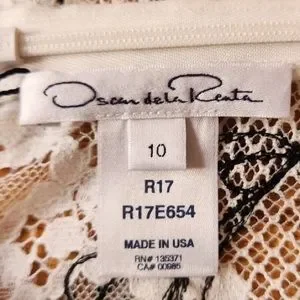 Oscar de la Renta
10
R17
R17E654
MADE IN USA
RN# 135371
CA# 00985